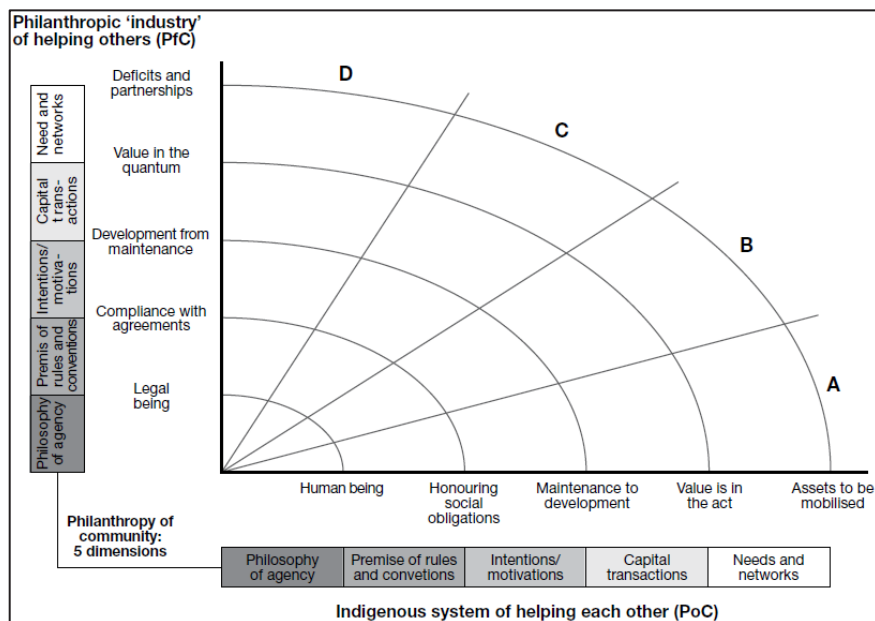 Philanthropic ‘industry’
of helping others (PfC)
Deficits and
partnerships
Value in the
quantum
Development from
maintenance
Compliance with
agreements
Legal
being
Need and
networks
Capital
t rans-
actions
Intentions/
motiva-
tions
Premis of
rules and
conventions
Philosophy
of agency
D
C
B
A
Human being
Honouring
social
obligations
Maintenance to
development
Value is in
the act
Assets to be
mobilised
Philanthropy of
community:
5 dimensions
Philosophy
of agency
Premise of rules
and convetions
Intentions/
motivations
Capital
transactions
Needs and
networks
Indigenous system of helping each other (PoC)